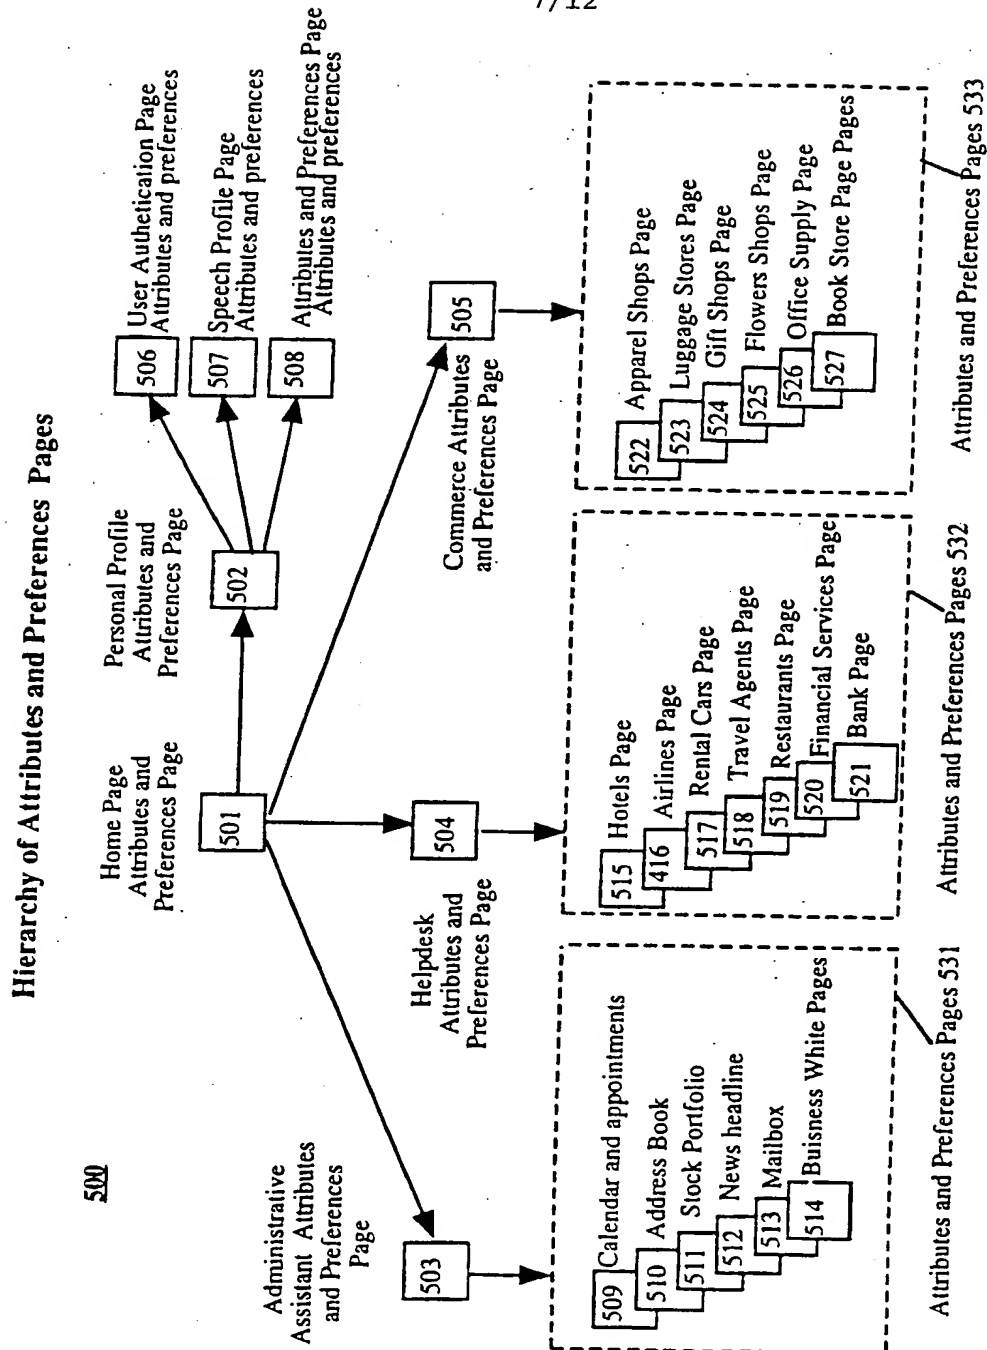 7/12
Hierarchy of Attributes and Preferences Pages
500
Home Page
Attributes and
Preferences Page
501
Personal Profile
Attributes and
Preferences Page
502
506
User Authetication Page
Attributes and preferences
507
Speech Profile Page
Attributes and preferences
508
Attributes and Preferences Page
Attributes and preferences
Administrative
Assistant Attributes
and Preferences
Page
503
Helpdesk
Attributes and
Preferences Page
504
Commerce Attributes
and Preferences Page
505
509 Calendar and appointments
510 Address Book
511 Stock Portfolio
512 News headline
513 Mailbox
514 Buisness White Pages
Attributes and Preferences Pages 531
515 Hotels Page
416 Airlines Page
517 Rental Cars Page
518 Travel Agents Page
519 Restaurants Page
520 Financial Services Page
521 Bank Page
Attributes and Preferences Pages 532
522 Apparel Shops Page
523 Luggage Stores Page
524 Gift Shops Page
525 Flowers Shops Page
526 Office Supply Page
527 Book Store Page Pages
Attributes and Preferences Pages 533